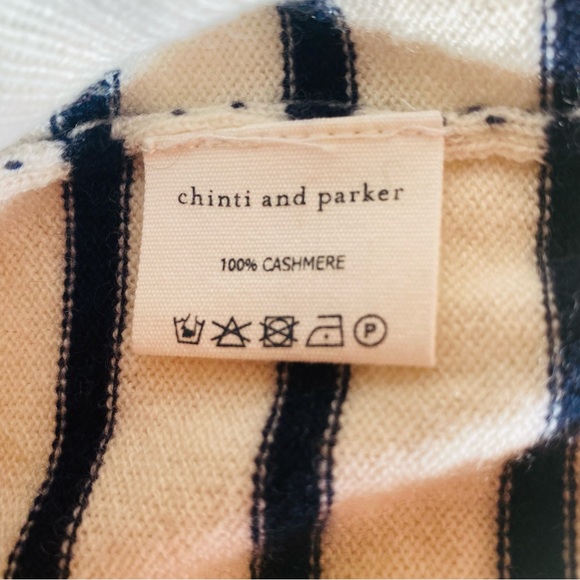 chinti and parker
100% CASHMERE
P